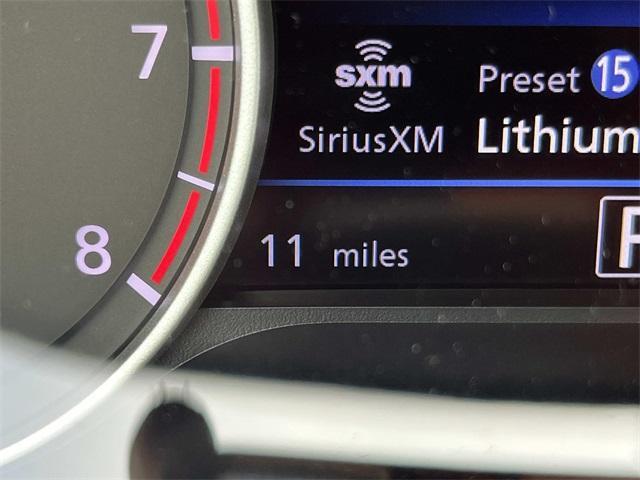 7
8
sxm
SiriusXM
Preset 15
Lithium
11 miles